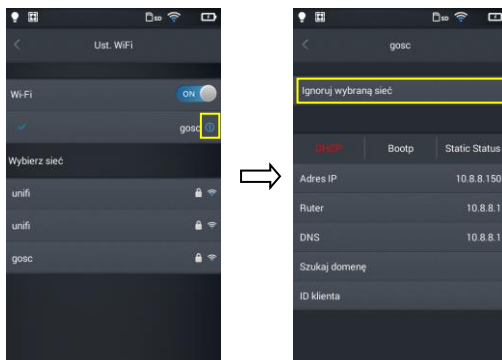 Ust. WiFi
Wi-Fi ON
gosc
Wybierz sieć
unifi
unifi
gosc
gosc
Ignoruj wybraną sieć
DHCP Bootp Static Status
Adres IP 10.8.8.150
Ruter 10.8.8.1
DNS 10.8.8.1
Szukaj domenę
ID klienta